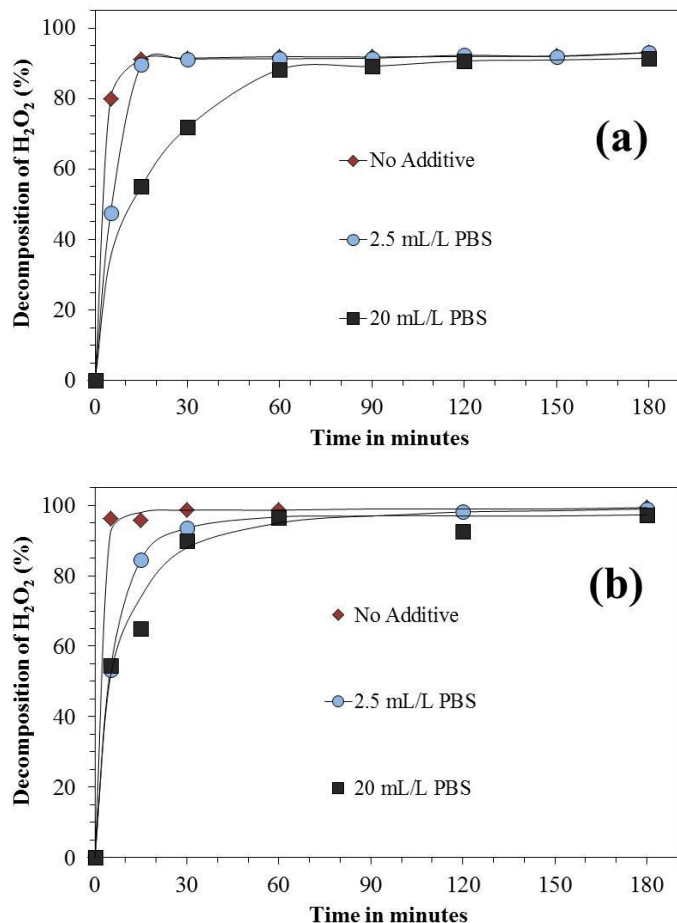 100
80
60
40
20
0
Decomposition of H₂O₂ (%)
(a)
No Additive
2.5 mL/L PBS
20 mL/L PBS
0 30 60 90 120 150 180
Time in minutes
100
80
60
40
20
0
Decomposition of H₂O₂ (%)
(b)
No Additive
2.5 mL/L PBS
20 mL/L PBS
0 30 60 90 120 150 180
Time in minutes